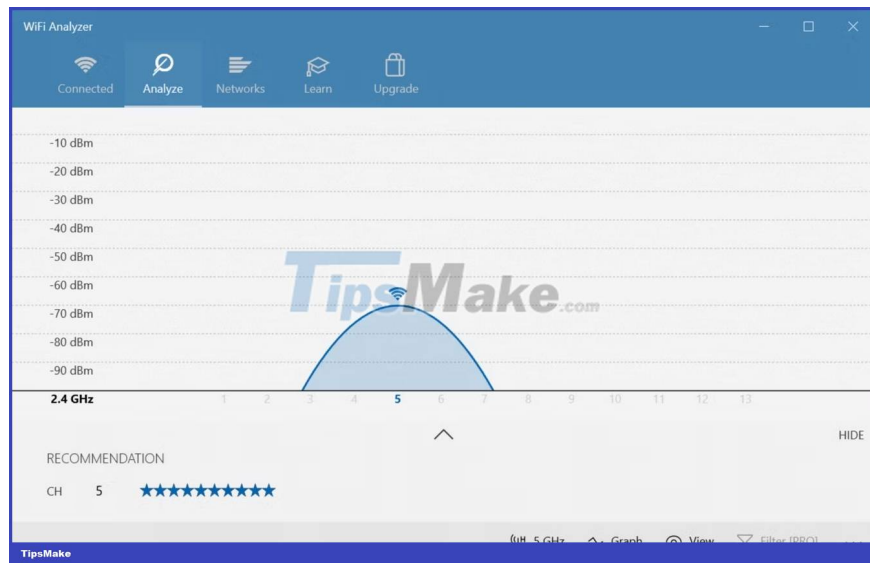 WiFi Analyzer
Connected Analyze Networks Learn Upgrade
-10 dBm
-20 dBm
-30 dBm
-40 dBm
-50 dBm
-60 dBm
-70 dBm
-80 dBm
-90 dBm
TipsMake.com
2.4 GHz 1 2 3 4 5 6 7 8 9 10 11 12 13
HIDE
RECOMMENDATION
CH 5 ★★★★★★★★★★
5 GHz Graph View Filter (PRO) ...
TipsMake